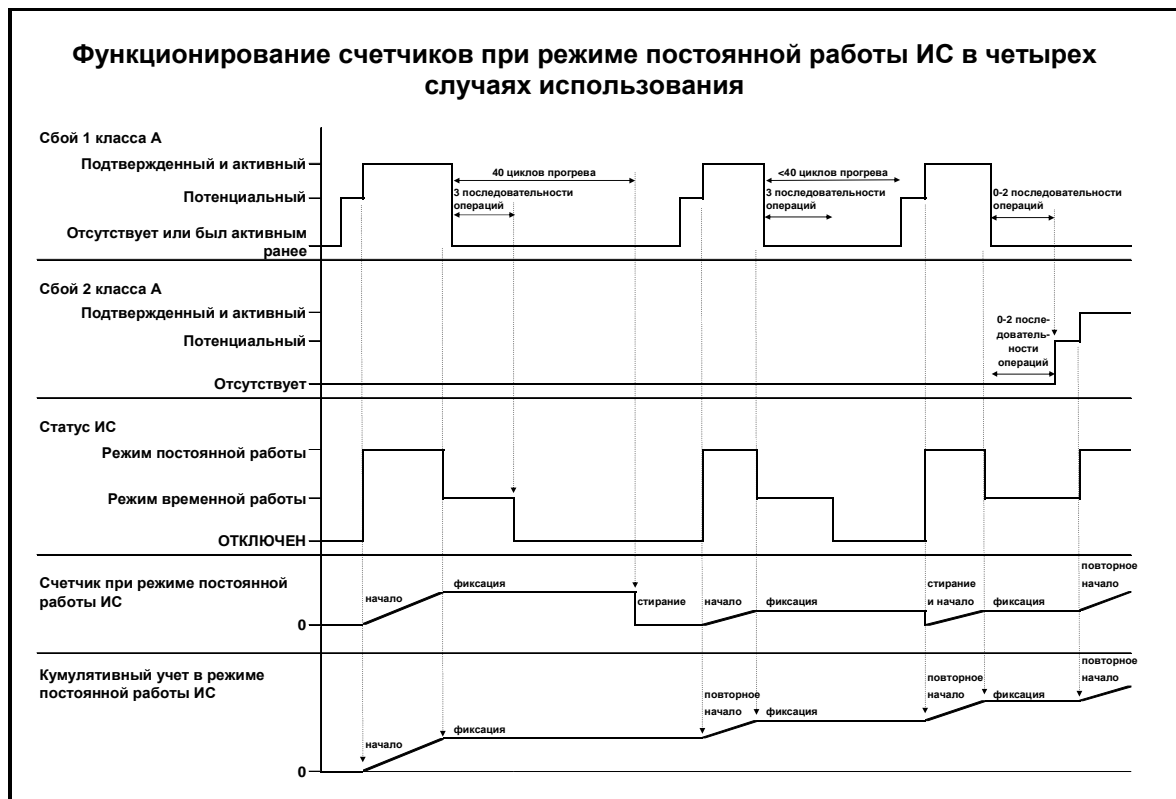 Функционирование счетчиков при режиме постоянной работы ИС в четырех
случаях использования
Сбой 1 класса А
Подтвержденный и активный
40 циклов прогрева
<40 циклов прогрева
Потенциальный
3 последовательности
операций
3 последовательности
операций
0-2 последовательности
операций
Отсутствует или был активным
ранее
Сбой 2 класса А
Подтвержденный и активный
Потенциальный
0-2 после-
дователь-
ности
операций
Отсутствует
Статус ИС
Режим постоянной работы
Режим временной работы
ОТКЛЮЧЕН
Счетчик при режиме постоянной
работы ИС
0
начало
фиксация
стирание
начало
фиксация
стирание
и начало
фиксация
повторное
начало
Кумулятивный учет в режиме
постоянной работы ИС
0
начало
фиксация
повторное
начало
фиксация
повторное
начало
фиксация
повторное
начало